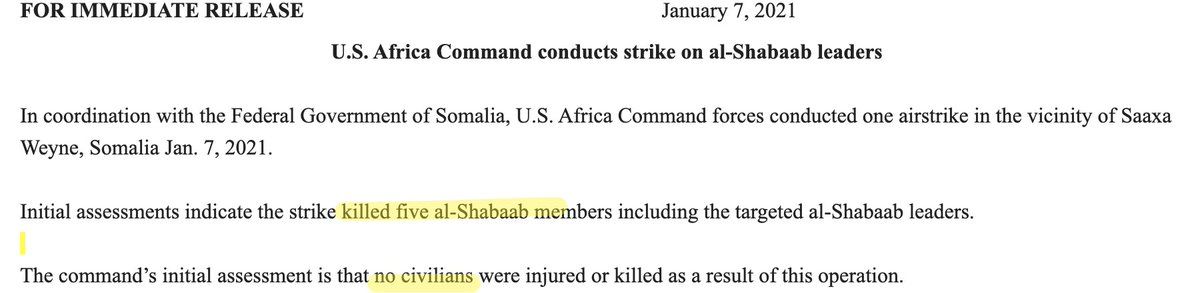 FOR IMMEDIATE RELEASE January 7, 2021
U.S. Africa Command conducts strike on al-Shabaab leaders
In coordination with the Federal Government of Somalia, U.S. Africa Command forces conducted one airstrike in the vicinity of Saaxa
Weyne, Somalia Jan. 7, 2021.
Initial assessments indicate the strike killed five al-Shabaab members including the targeted al-Shabaab leaders.
The command’s initial assessment is that no civilians were injured or killed as a result of this operation.